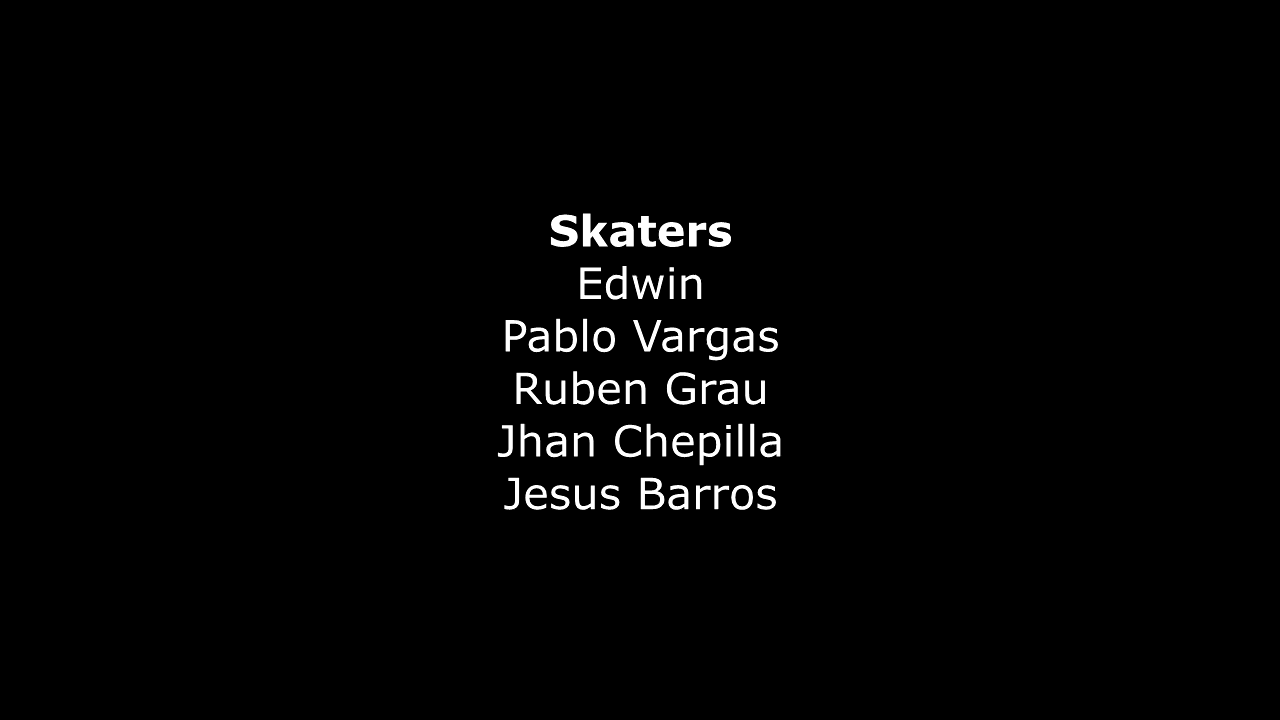 Skaters
Edwin
Pablo Vargas
Ruben Grau
Jhan Chepilla
Jesus Barros